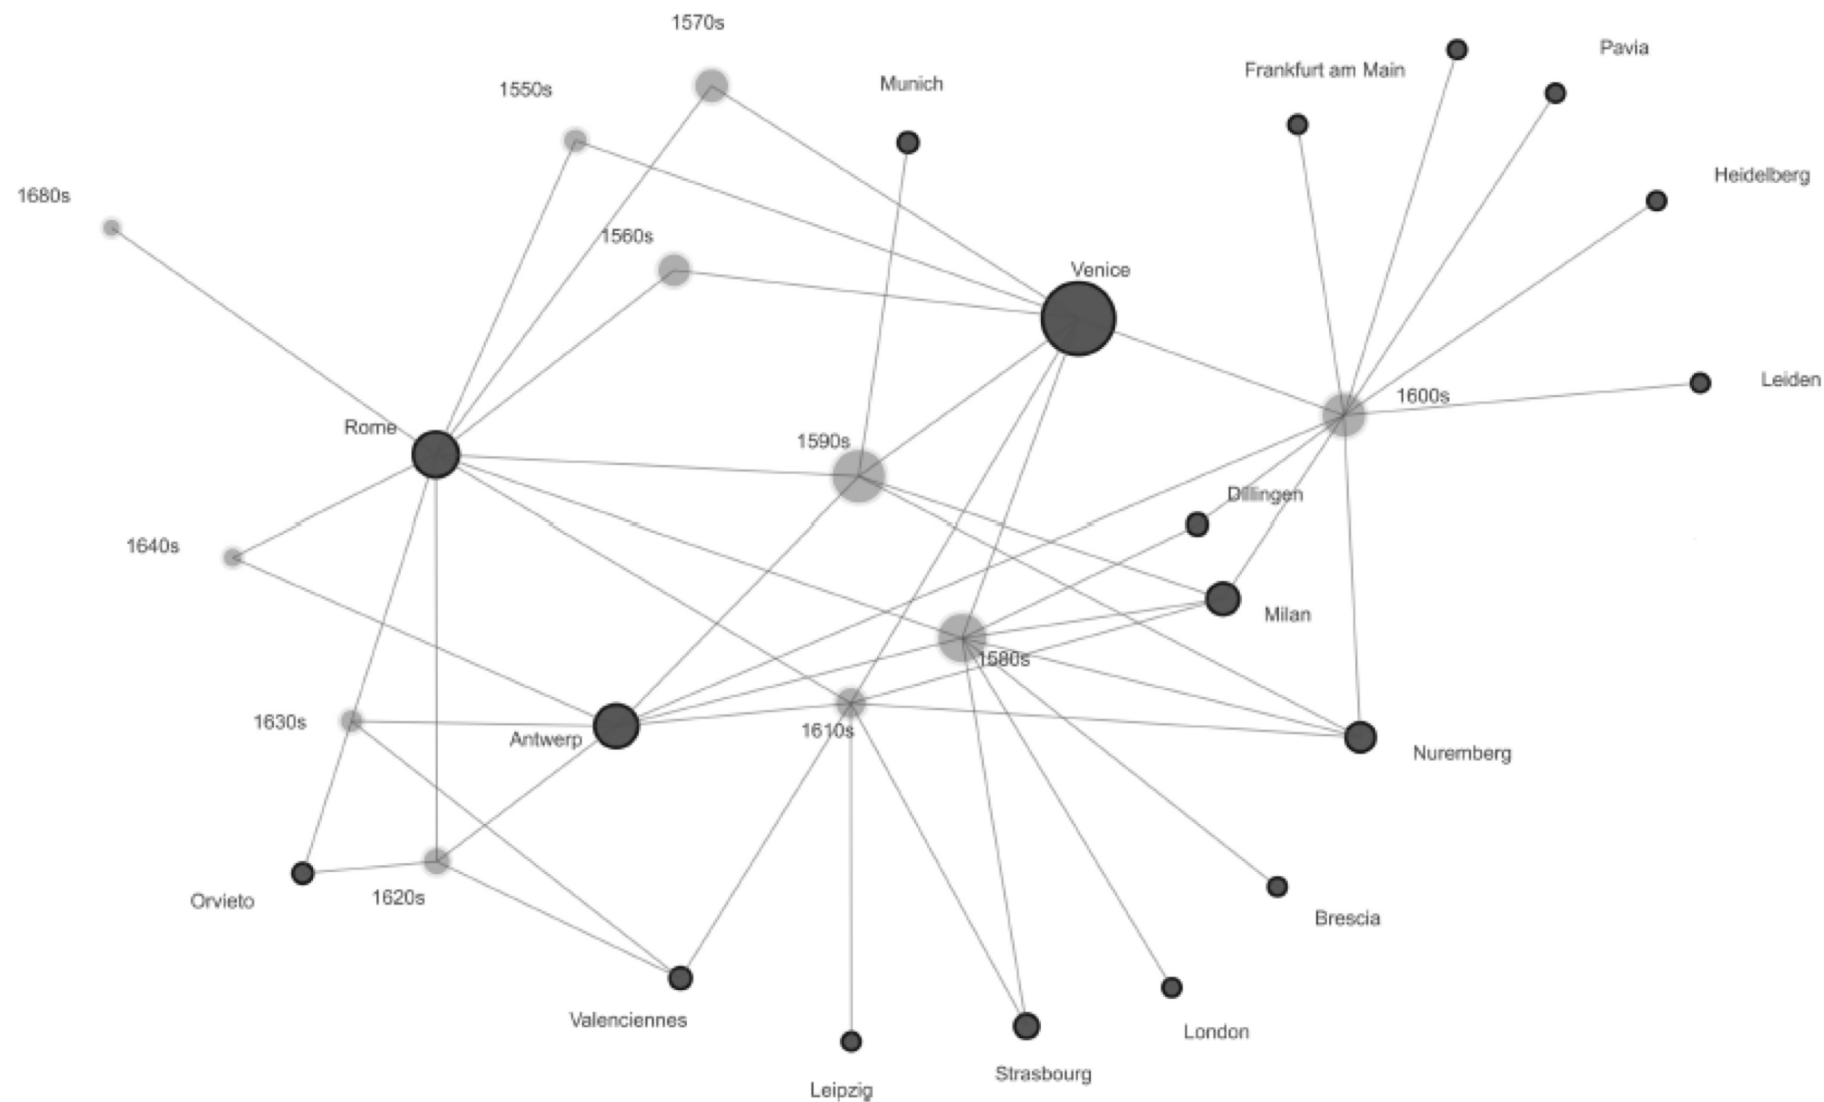 1570s
Pavia
Frankfurt am Main
Munich
1550s
Heidelberg
1680s
1560s
Venice
Leiden
1600s
Rome
1590s
Dillingen
1640s
Milan
1580s
1630s
1610s
Antwerp
Nuremberg
1620s
Orvieto
Brescia
Valenciennes
London
Strasbourg
Leipzig